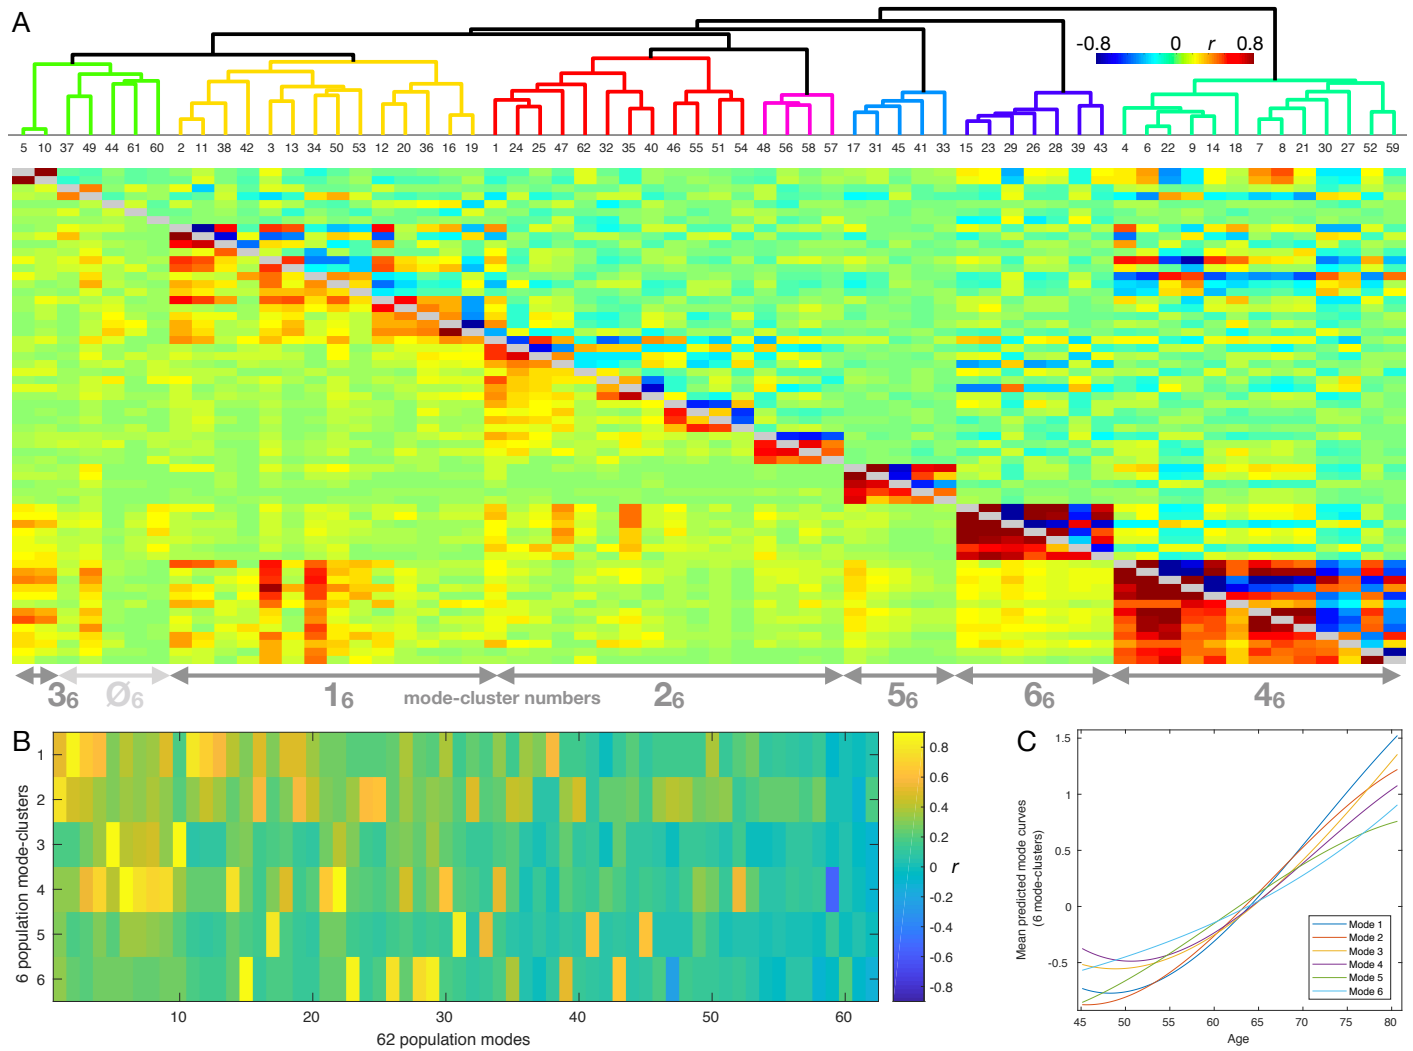 A
-0.8 0 r 0.8
5 10 37 49 44 61 60 2 11 38 42 3 13 34 50 53 12 20 36 16 19 1 24 25 47 62 32 35 40 46 55 51 54 48 56 58 57 17 31 45 41 33 15 23 29 26 28 39 43 4 6 22 9 14 18 7 8 21 30 27 52 59
36 Ø6 16 mode-cluster numbers 26 56 66 46
B
6 population mode-clusters
1
2
3
4
5
6
10 20 30 40 50 60
62 population modes
0.8
0.6
0.4
0.2
0
-0.2
-0.4
-0.6
-0.8
r
C
Mean predicted mode curves
(6 mode-clusters)
1.5
1
0.5
0
-0.5
Mode 1
Mode 2
Mode 3
Mode 4
Mode 5
Mode 6
45 50 55 60 65 70 75 80
Age